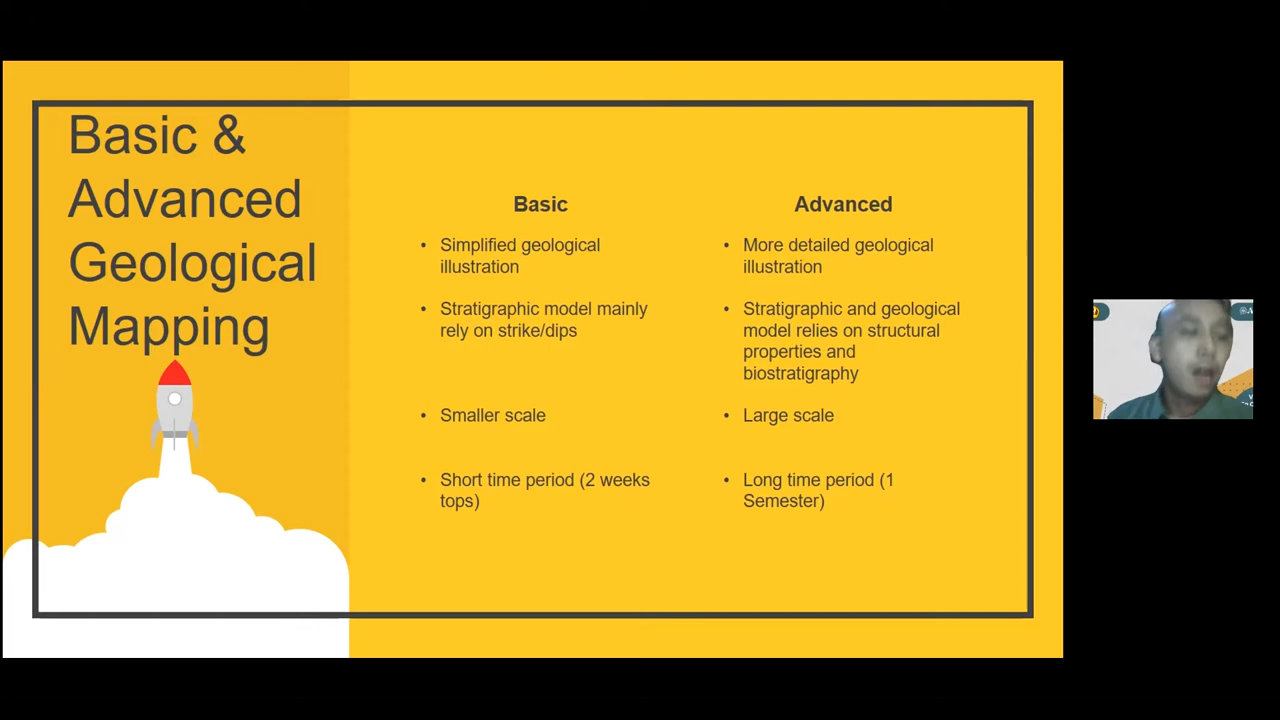 Basic &
Advanced
Geological
Mapping
Basic
• Simplified geological
illustration
• Stratigraphic model mainly
rely on strike/dips
• Smaller scale
• Short time period (2 weeks
tops)
Advanced
• More detailed geological
illustration
• Stratigraphic and geological
model relies on structural
properties and
biostratigraphy
• Large scale
• Long time period (1
Semester)